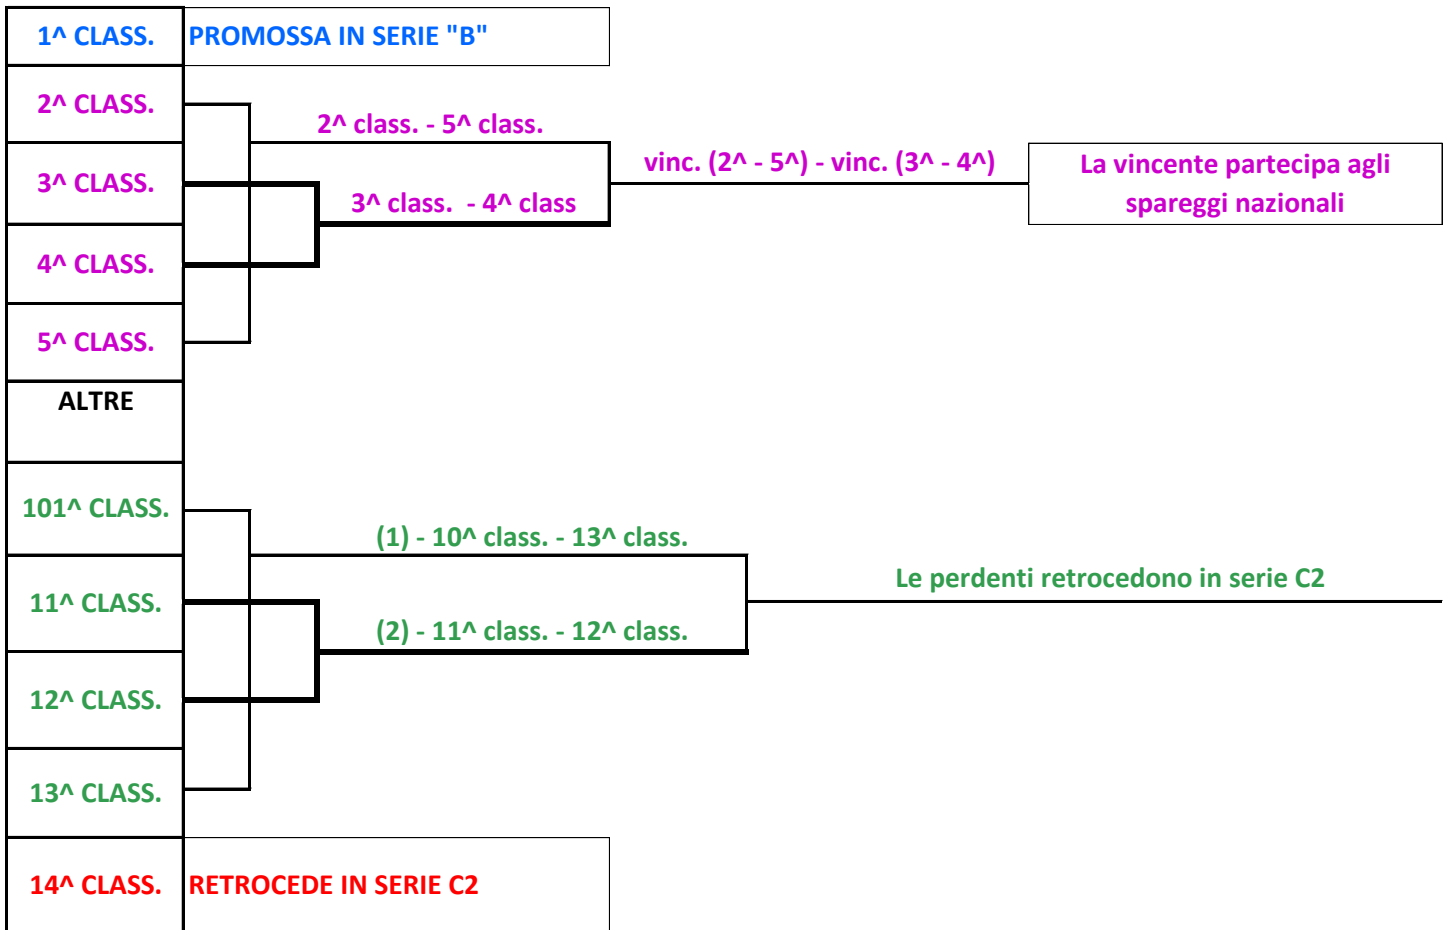 1^ CLASS. PROMOSSA IN SERIE "B"
2^ CLASS.
2^ class. - 5^ class.
3^ CLASS.
vinc. (2^ - 5^) - vinc. (3^ - 4^)
La vincente partecipa agli
spareggi nazionali
3^ class.  - 4^ class
4^ CLASS.
5^ CLASS.
ALTRE
101^ CLASS.
(1) - 10^ class. - 13^ class.
11^ CLASS.
Le perdenti retrocedono in serie C2
(2) - 11^ class. - 12^ class.
12^ CLASS.
13^ CLASS.
14^ CLASS. RETROCEDE IN SERIE C2